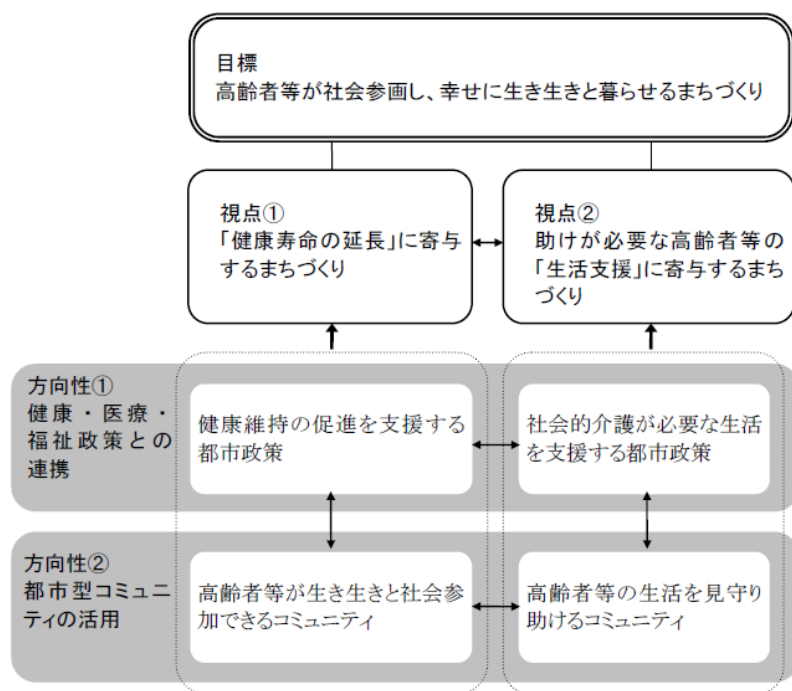 目標
高齢者等が社会参画し、幸せに生き生きと暮らせるまちづくり
視点①
「健康寿命の延長」に寄与
するまちづくり
視点②
助けが必要な高齢者等の
「生活支援」に寄与するまち
づくり
方向性①
健康・医療・
福祉政策との
連携
健康維持の促進を支援する
都市政策
社会的介護が必要な生活
を支援する都市政策
方向性②
都市型コミュニ
ティの活用
高齢者等が生き生きと社会参
加できるコミュニティ
高齢者等の生活を見守り
助けるコミュニティ